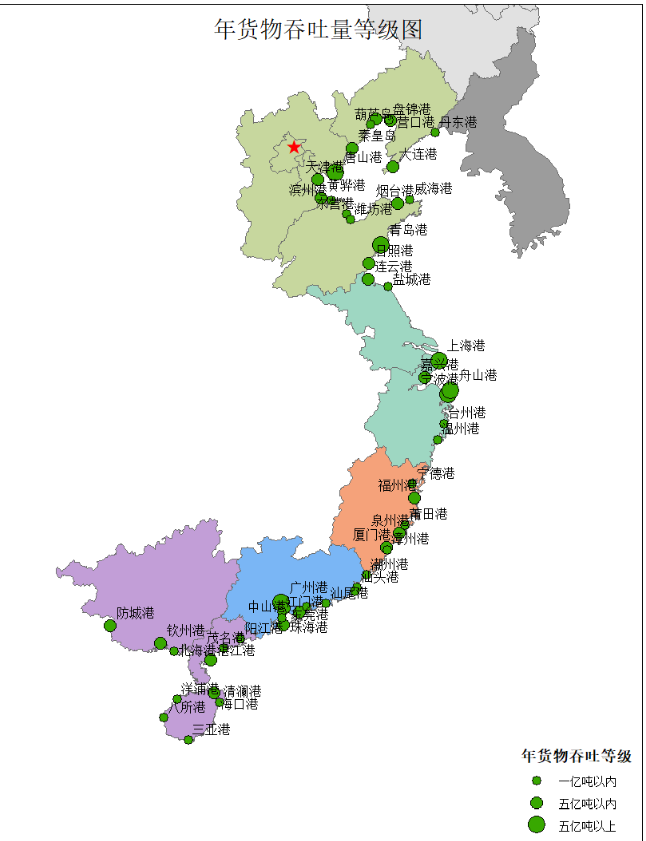 年货物吞吐量等级图
葫芦岛
盘锦港
营口港
丹东港
秦皇岛
唐山港
大连港
天津港
黄骅港
滨州港
东营港
潍坊港
烟台港
威海港
青岛港
日照港
连云港
盐城港
上海港
嘉兴港
宁波港
舟山港
台州港
温州港
宁德港
福州港
莆田港
泉州港
厦门港
漳州港
潮州港
汕头港
广州港
汕尾港
中山港
江门港
东莞港
阳江港
珠海港
防城港
钦州港
茂名港
北海港
湛江港
洋浦港
清澜港
海口港
八所港
三亚港
年货物吞吐等级
一亿吨以内
五亿吨以内
五亿吨以上